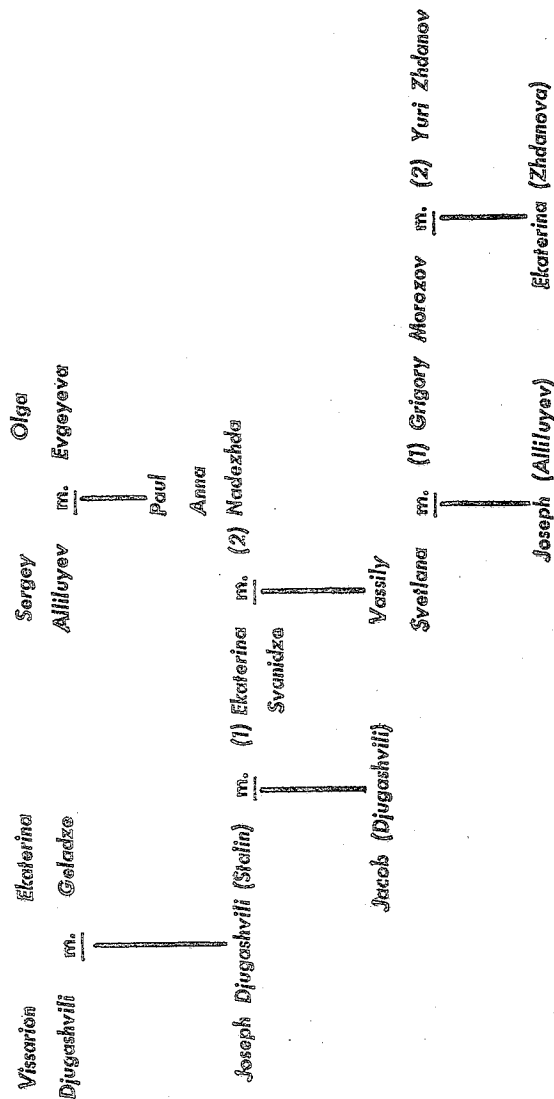 Vissarion Ekaterina Sergey Olga
Djugashvili m. Geladze Alliluyev m. Evgeyeva
Paul
Anna
Joseph Djugashvili (Stalin) m. (1) Ekaterina m. (2) Nadezhda
Svanidze
Jacob (Djugashvili) Vassily
Svetlana m. (1) Grigory Morozov m. (2) Yuri Zhdanov
Joseph (Alliluyev) Ekaterina (Zhdanova)